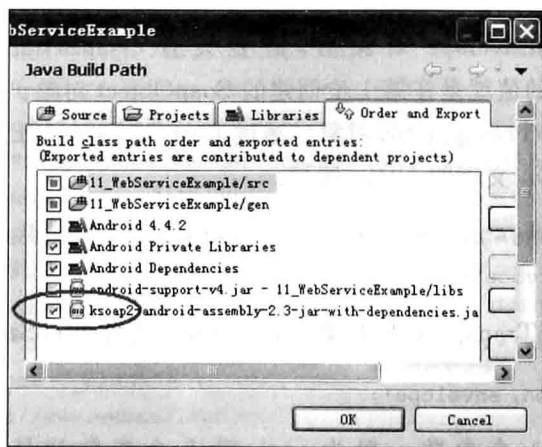 bServiceExample
Java Build Path
Source Projects Libraries Order and Export
Build class path order and exported entries:
(Exported entries are contributed to dependent projects)
11_WebServiceExample/src
11_WebServiceExample/gen
Android 4.4.2
Android Private Libraries
Android Dependencies
android-support-v4.jar - 11_WebServiceExample/libs
ksoap2-android-assembly-2.3-jar-with-dependencies.ja
OK Cancel